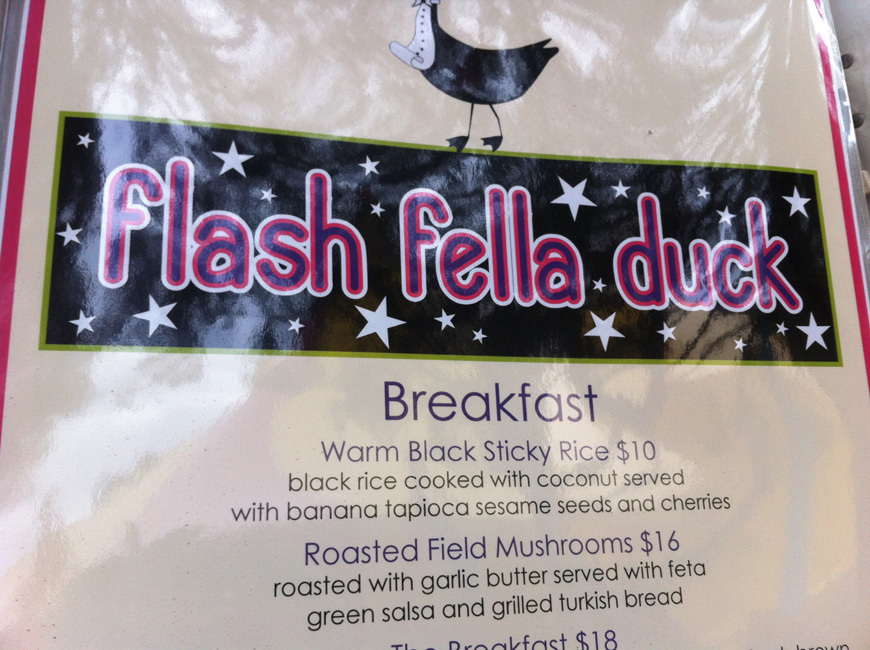 flash fella duck
Breakfast
Warm Black Sticky Rice $10
black rice cooked with coconut served
with banana tapioca sesame seeds and cherries
Roasted Field Mushrooms $16
roasted with garlic butter served with feta
green salsa and grilled turkish bread
The Breakfast $18
brown